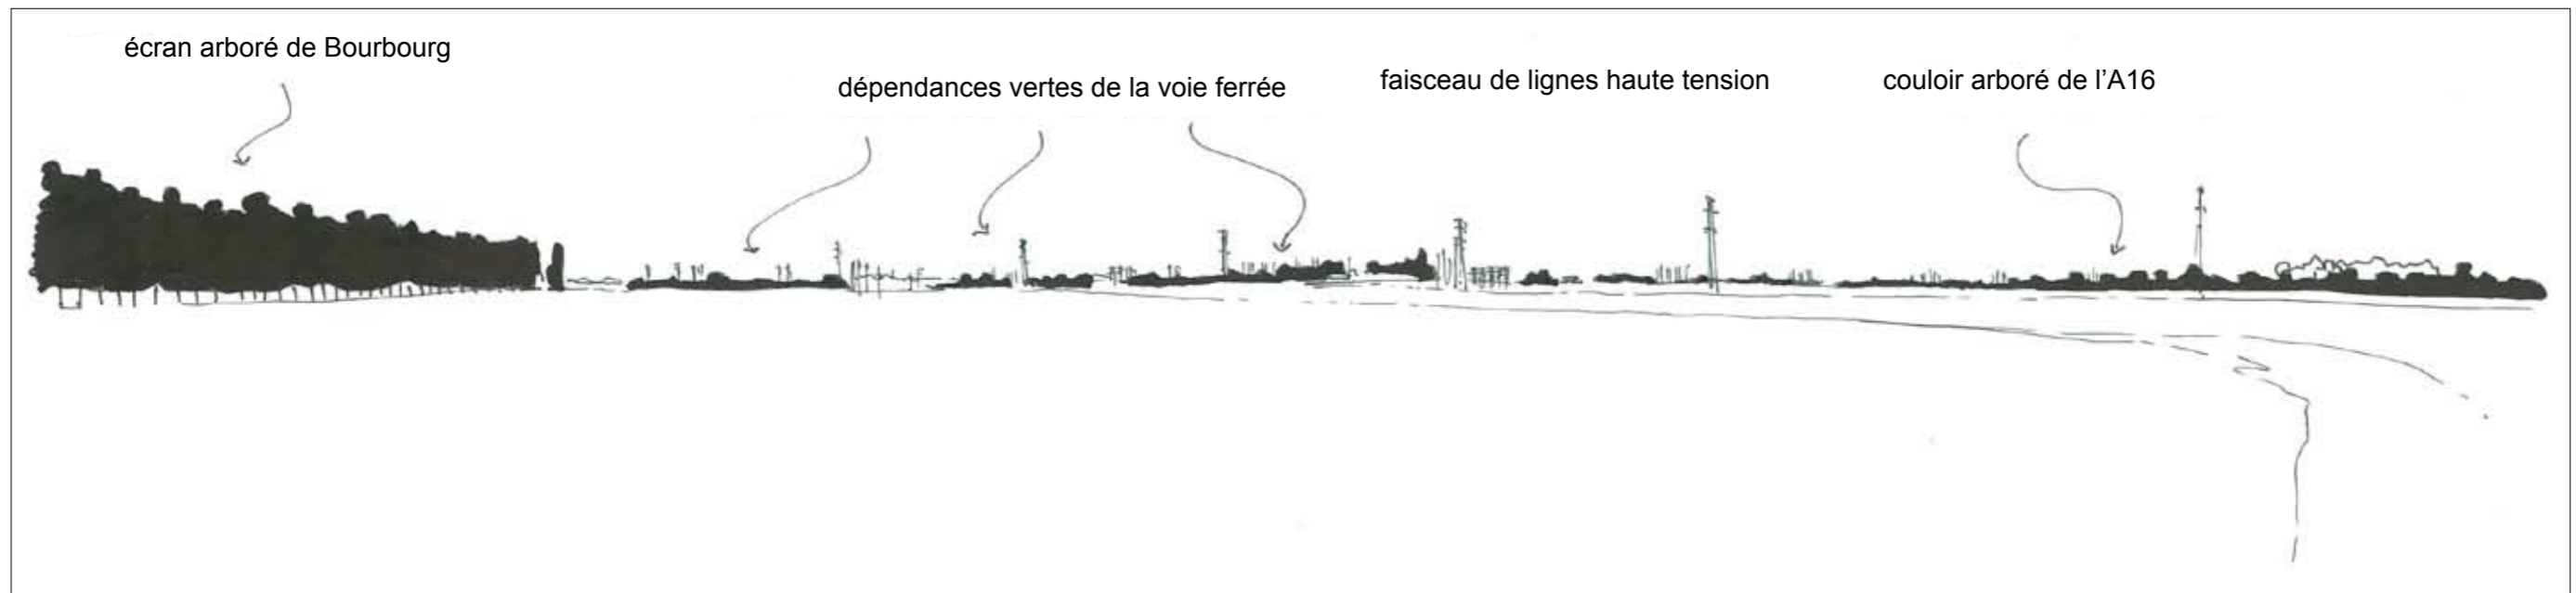 écran arboré de Bourbourg
dépendances vertes de la voie ferrée
faisceau de lignes haute tension
couloir arboré de l’A16